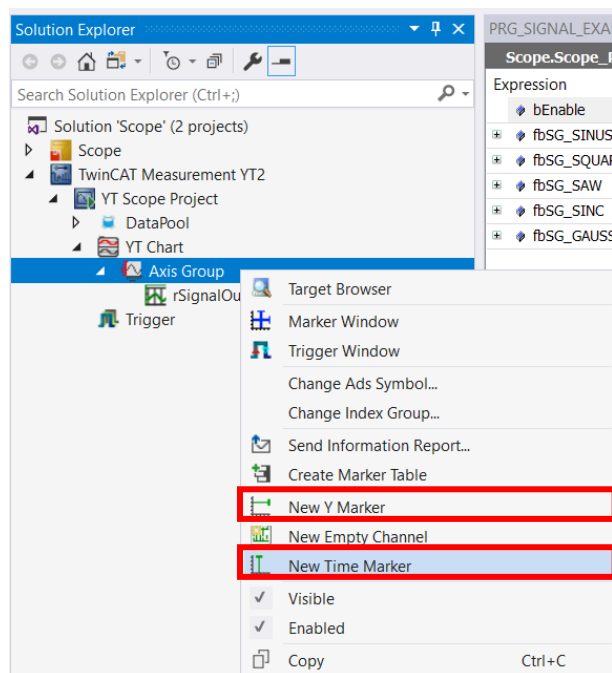 Solution Explorer
Search Solution Explorer (Ctrl+;)
Solution 'Scope' (2 projects)
Scope
TwinCAT Measurement YT2
YT Scope Project
DataPool
YT Chart
Axis Group
rSignalOu
Trigger
PRG_SIGNAL_EXA
Scope.Scope_
Expression
bEnable
fbSG_SINUS
fbSG_SQUAR
fbSG_SAW
fbSG_SINC
fbSG_GAUSS
Target Browser
Marker Window
Trigger Window
Change Ads Symbol...
Change Index Group...
Send Information Report...
Create Marker Table
New Y Marker
New Empty Channel
New Time Marker
Visible
Enabled
Copy Ctrl+C